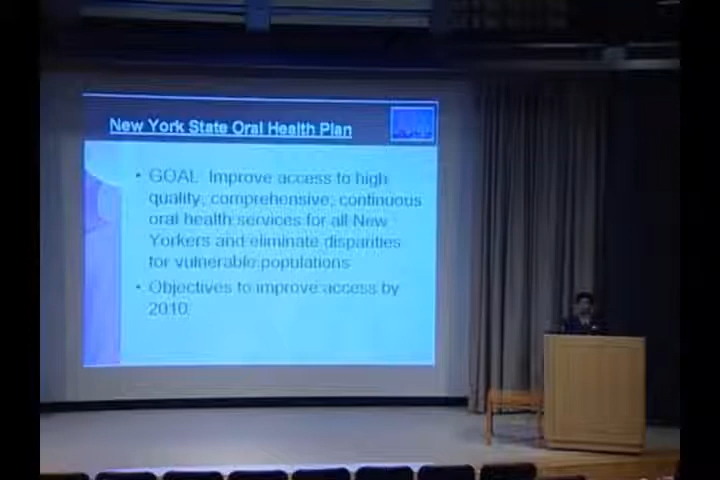 New York State Oral Health Plan
• GOAL Improve access to high
quality, comprehensive, continuous
oral health services for all New
Yorkers and eliminate disparities
for vulnerable populations
• Objectives to improve access by
2010.